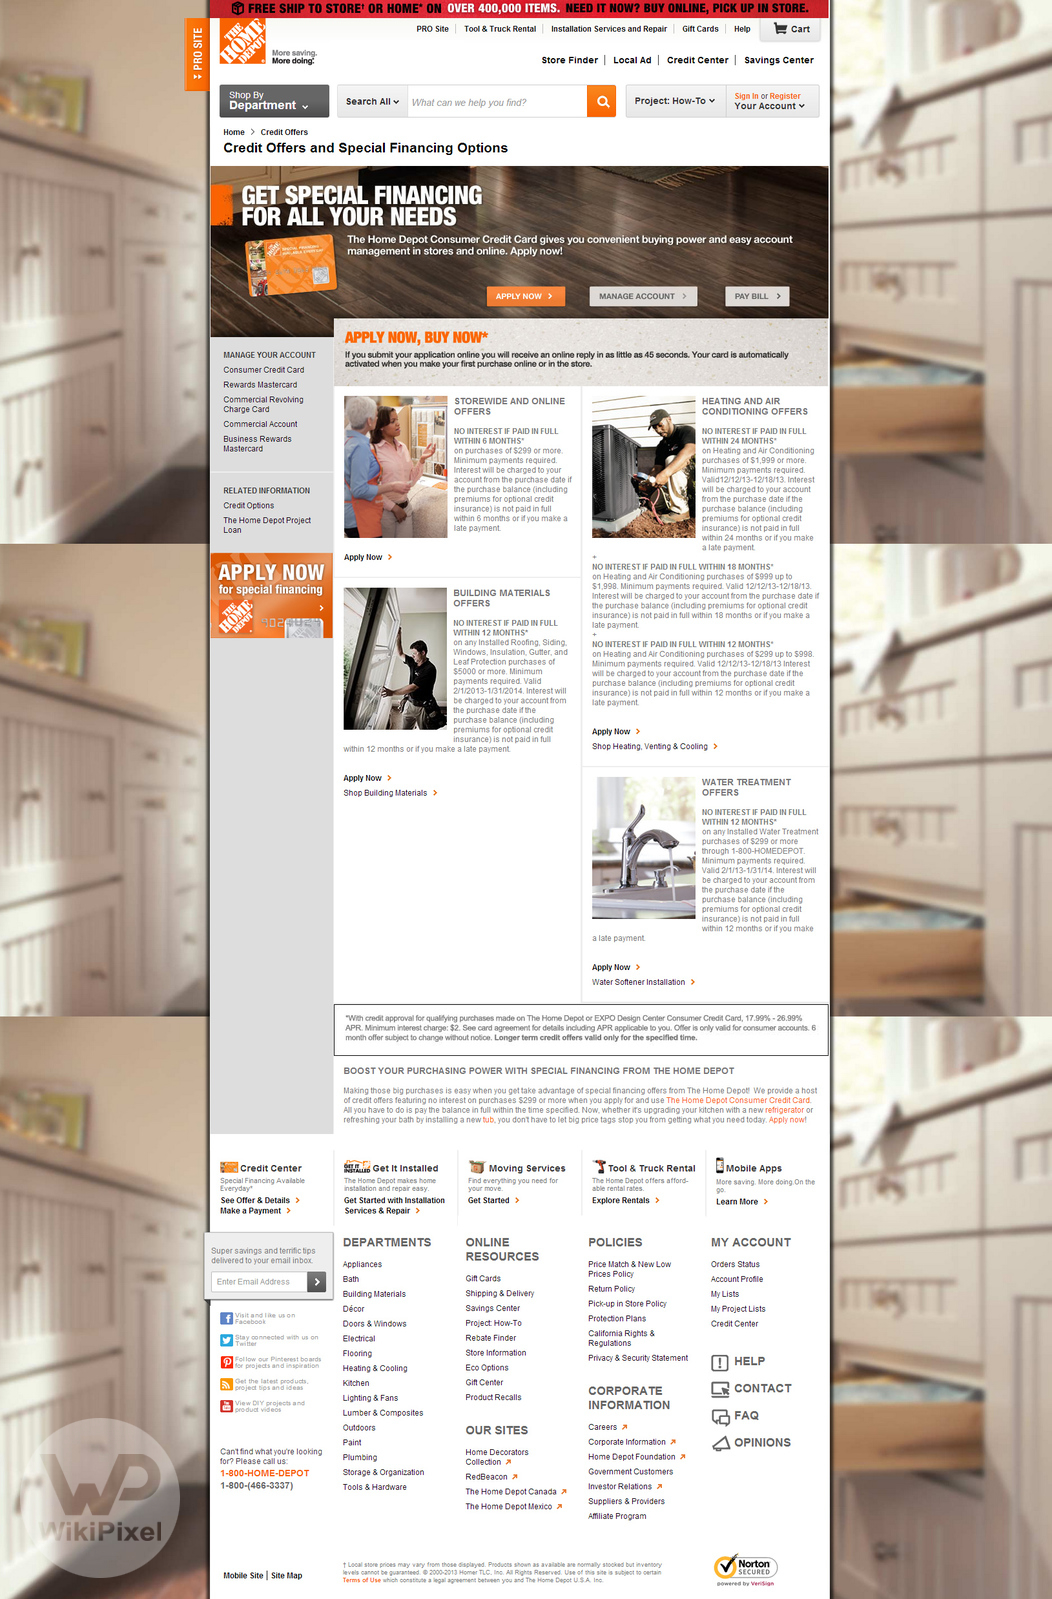 FREE SHIP TO STORE† OR HOME* ON OVER 400,000 ITEMS. NEED IT NOW? BUY ONLINE, PICK UP IN STORE.
PRO SITE
THE HOME DEPOT
More saving.
More doing.
PRO Site | Tool & Truck Rental | Installation Services and Repair | Gift Cards | Help
Cart
Store Finder | Local Ad | Credit Center | Savings Center
Shop By
Department
Search All
What can we help you find?
Project: How-To
Sign In or Register
Your Account
Home > Credit Offers
Credit Offers and Special Financing Options
GET SPECIAL FINANCING
FOR ALL YOUR NEEDS
The Home Depot Consumer Credit Card gives you convenient buying power and easy account
management in stores and online. Apply now!
APPLY NOW >
MANAGE ACCOUNT >
PAY BILL >
APPLY NOW, BUY NOW*
If you submit your application online you will receive an online reply in as little as 45 seconds. Your card is automatically
activated when you make your first purchase online or in the store.
MANAGE YOUR ACCOUNT
Consumer Credit Card
Rewards Mastercard
Commercial Revolving
Charge Card
Commercial Account
Business Rewards
Mastercard
RELATED INFORMATION
Credit Options
The Home Depot Project
Loan
APPLY NOW
for special financing
THE HOME DEPOT
STOREWIDE AND ONLINE
OFFERS
NO INTEREST IF PAID IN FULL
WITHIN 6 MONTHS*
on purchases of $299 or more.
Minimum payments required.
Interest will be charged to your
account from the purchase date if
the purchase balance (including
premiums for optional credit
insurance) is not paid in full
within 6 months or if you make a
late payment.
Apply Now >
BUILDING MATERIALS
OFFERS
NO INTEREST IF PAID IN FULL
WITHIN 12 MONTHS*
on any Installed Roofing, Siding,
Windows, Insulation, Gutter, and
Leaf Protection purchases of
$5000 or more. Minimum
payments required. Valid
2/1/2013-1/31/2014. Interest will
be charged to your account from
the purchase date if the
purchase balance (including
premiums for optional credit
insurance) is not paid in full
within 12 months or if you make a late payment.
Apply Now >
Shop Building Materials >
HEATING AND AIR
CONDITIONING OFFERS
NO INTEREST IF PAID IN FULL
WITHIN 24 MONTHS*
on Heating and Air Conditioning
purchases of $1,999 or more.
Minimum payments required.
Valid12/12/13-12/18/13. Interest
will be charged to your account
from the purchase date if the
purchase balance (including
premiums for optional credit
insurance) is not paid in full
within 24 months or if you make
a late payment.
+
NO INTEREST IF PAID IN FULL WITHIN 18 MONTHS*
on Heating and Air Conditioning purchases of $999 up to
$1,998. Minimum payments required. Valid 12/12/13-12/18/13.
Interest will be charged to your account from the purchase date if
the purchase balance (including premiums for optional credit
insurance) is not paid in full within 18 months or if you make a
late payment.
+
NO INTEREST IF PAID IN FULL WITHIN 12 MONTHS*
on Heating and Air Conditioning purchases of $299 up to $998.
Minimum payments required. Valid 12/12/13-12/18/13 Interest
will be charged to your account from the purchase date if the
purchase balance (including premiums for optional credit
insurance) is not paid in full within 12 months or if you make a
late payment.
Apply Now >
Shop Heating, Venting & Cooling >
WATER TREATMENT
OFFERS
NO INTEREST IF PAID IN FULL
WITHIN 12 MONTHS*
on any Installed Water Treatment
purchases of $299 or more
through 1-800-HOMEDEPOT.
Minimum payments required.
Valid 2/1/13-1/31/14. Interest will
be charged to your account from
the purchase date if the
purchase balance (including
premiums for optional credit
insurance) is not paid in full
within 12 months or if you make
a late payment.
Apply Now >
Water Softener Installation >
*With credit approval for qualifying purchases made on The Home Depot or EXPO Design Center Consumer Credit Card, 17.99% - 26.99%
APR. Minimum interest charge: $2. See card agreement for details including APR applicable to you. Offer is only valid for consumer accounts. 6
month offer subject to change without notice. Longer term credit offers valid only for the specified time.
BOOST YOUR PURCHASING POWER WITH SPECIAL FINANCING FROM THE HOME DEPOT
Making those big purchases is easy when you get take advantage of special financing offers from The Home Depot! We provide a host
of credit offers featuring no interest on purchases $299 or more when you apply for and use The Home Depot Consumer Credit Card.
All you have to do is pay the balance in full within the time specified. Now, whether it's upgrading your kitchen with a new refrigerator or
refreshing your bath by installing a new tub, you don't have to let big price tags stop you from getting what you need today. Apply now!
Credit Center
Special Financing Available
Everyday*
See Offer & Details >
Make a Payment >
GET IT INSTALLED
Get It Installed
The Home Depot makes home
installation and repair easy.
Get Started with Installation
Services & Repair >
Moving Services
Find everything you need for
your move.
Get Started >
Tool & Truck Rental
The Home Depot offers afford-
able rental rates.
Explore Rentals >
Mobile Apps
More saving. More doing.On the
go.
Learn More >
Super savings and terrific tips
delivered to your email inbox.
Enter Email Address
Visit and like us on
Facebook
Stay connected with us on
Twitter
Follow our Pinterest boards
for projects and inspiration
Get the latest products,
project tips and ideas
View DIY projects and
product videos
Can't find what you're looking
for? Please call us:
1-800-HOME-DEPOT
1-800-(466-3337)
DEPARTMENTS
Appliances
Bath
Building Materials
Décor
Doors & Windows
Electrical
Flooring
Heating & Cooling
Kitchen
Lighting & Fans
Lumber & Composites
Outdoors
Paint
Plumbing
Storage & Organization
Tools & Hardware
ONLINE
RESOURCES
Gift Cards
Shipping & Delivery
Savings Center
Project: How-To
Rebate Finder
Store Information
Eco Options
Gift Center
Product Recalls
OUR SITES
Home Decorators
Collection
RedBeacon
The Home Depot Canada
The Home Depot Mexico
POLICIES
Price Match & New Low
Prices Policy
Return Policy
Pick-up in Store Policy
Protection Plans
California Rights &
Regulations
Privacy & Security Statement
CORPORATE
INFORMATION
Careers
Corporate Information
Home Depot Foundation
Government Customers
Investor Relations
Suppliers & Providers
Affiliate Program
MY ACCOUNT
Orders Status
Account Profile
My Lists
My Project Lists
Credit Center
HELP
CONTACT
FAQ
OPINIONS
WikiPixel
Mobile Site | Site Map
† Local store prices may vary from those displayed. Products shown as available are normally stocked but inventory
levels cannot be guaranteed. © 2000-2013 Homer TLC, Inc. All Rights Reserved. Use of this site is subject to certain
Terms of Use which constitute a legal agreement between you and The Home Depot U.S.A. Inc.
Norton
SECURED
powered by VeriSign